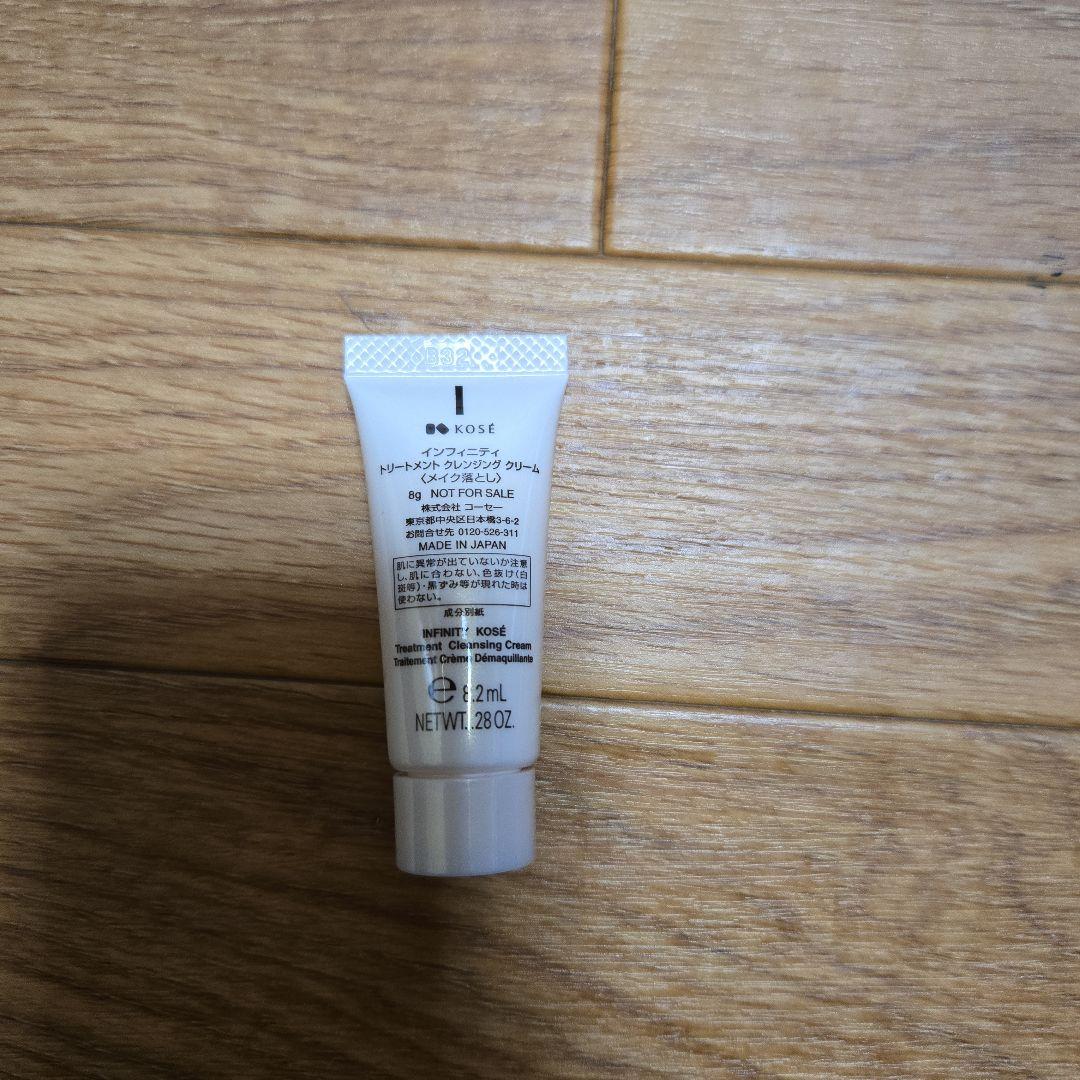 B32
KOSÉ
インフィニティ
トリートメント クレンジング クリーム
〈メイク落とし〉
8g NOT FOR SALE
株式会社 コーセー
東京都中央区日本橋3-6-2
お問合せ先 0120-526-311
MADE IN JAPAN
肌に異常が出ていないか注意
し、肌に合わない、色抜け(白
斑等)・黒ずみ等が現れた時は
使わない。
成分別紙
INFINITY KOSÉ
Treatment Cleansing Cream
Traitement Crème Démaquillante
℮ 8.2 mL
NET WT. .28 OZ.